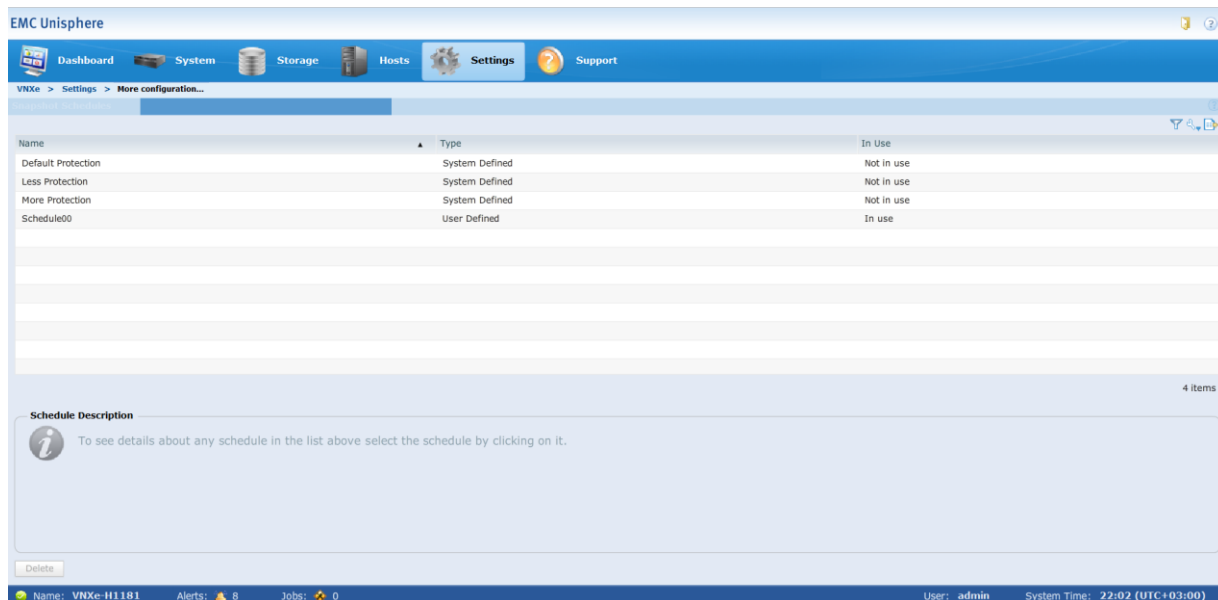 EMC Unisphere
Dashboard System Storage Hosts Settings Support
VNXe > Settings > More configuration...
Name Type In Use
Default Protection System Defined Not in use
Less Protection System Defined Not in use
More Protection System Defined Not in use
Schedule00 User Defined In use
4 items
Schedule Description
To see details about any schedule in the list above select the schedule by clicking on it.
Delete
Name: VNXe-H1181 Alerts: 8 Jobs: 0 User: admin System Time: 22:02 (UTC+03:00)